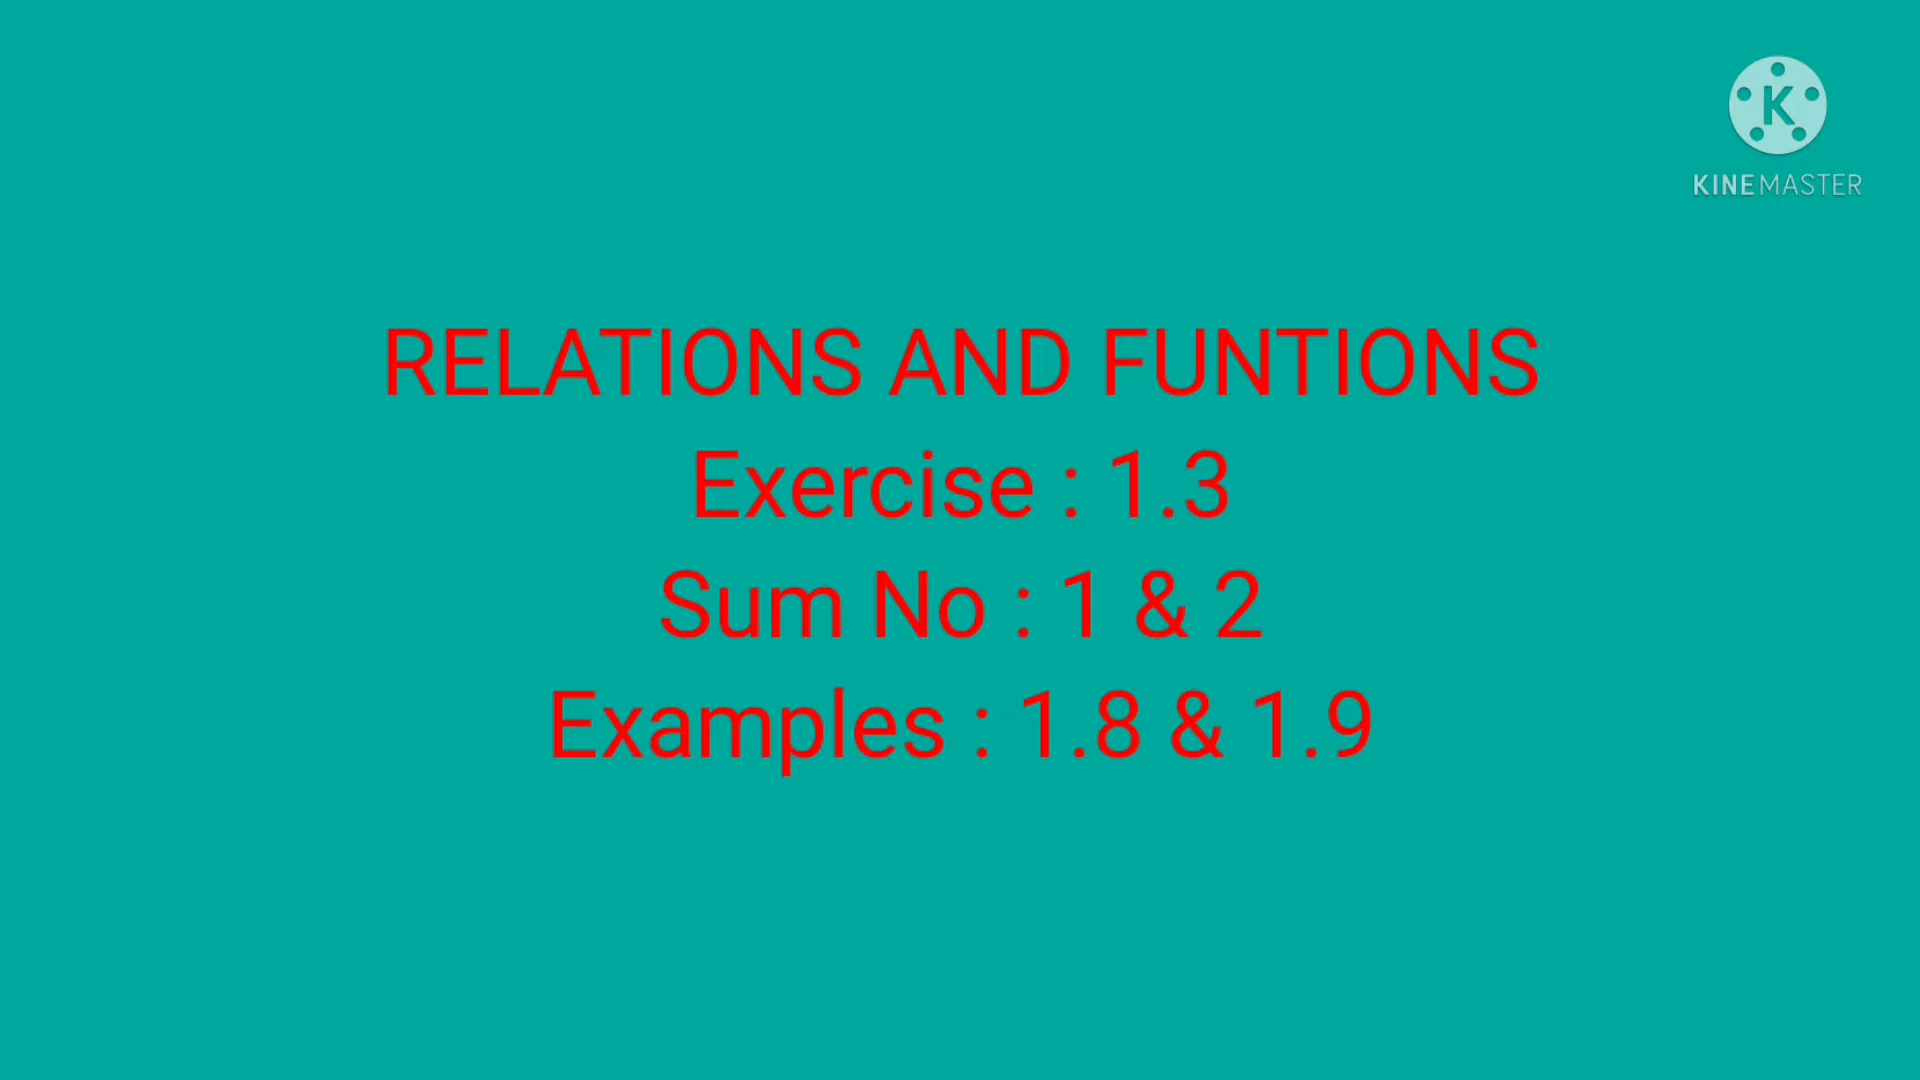 K
KINEMASTER
RELATIONS AND FUNTIONS
Exercise : 1.3
Sum No : 1 & 2
Examples : 1.8 & 1.9